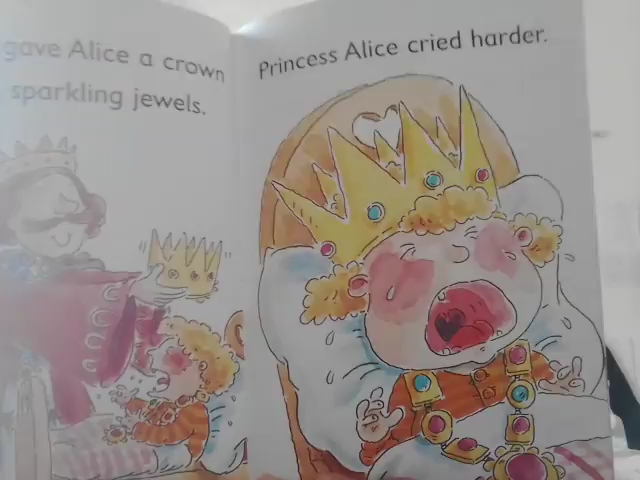 gave Alice a crown
sparkling jewels.
Princess Alice cried harder.